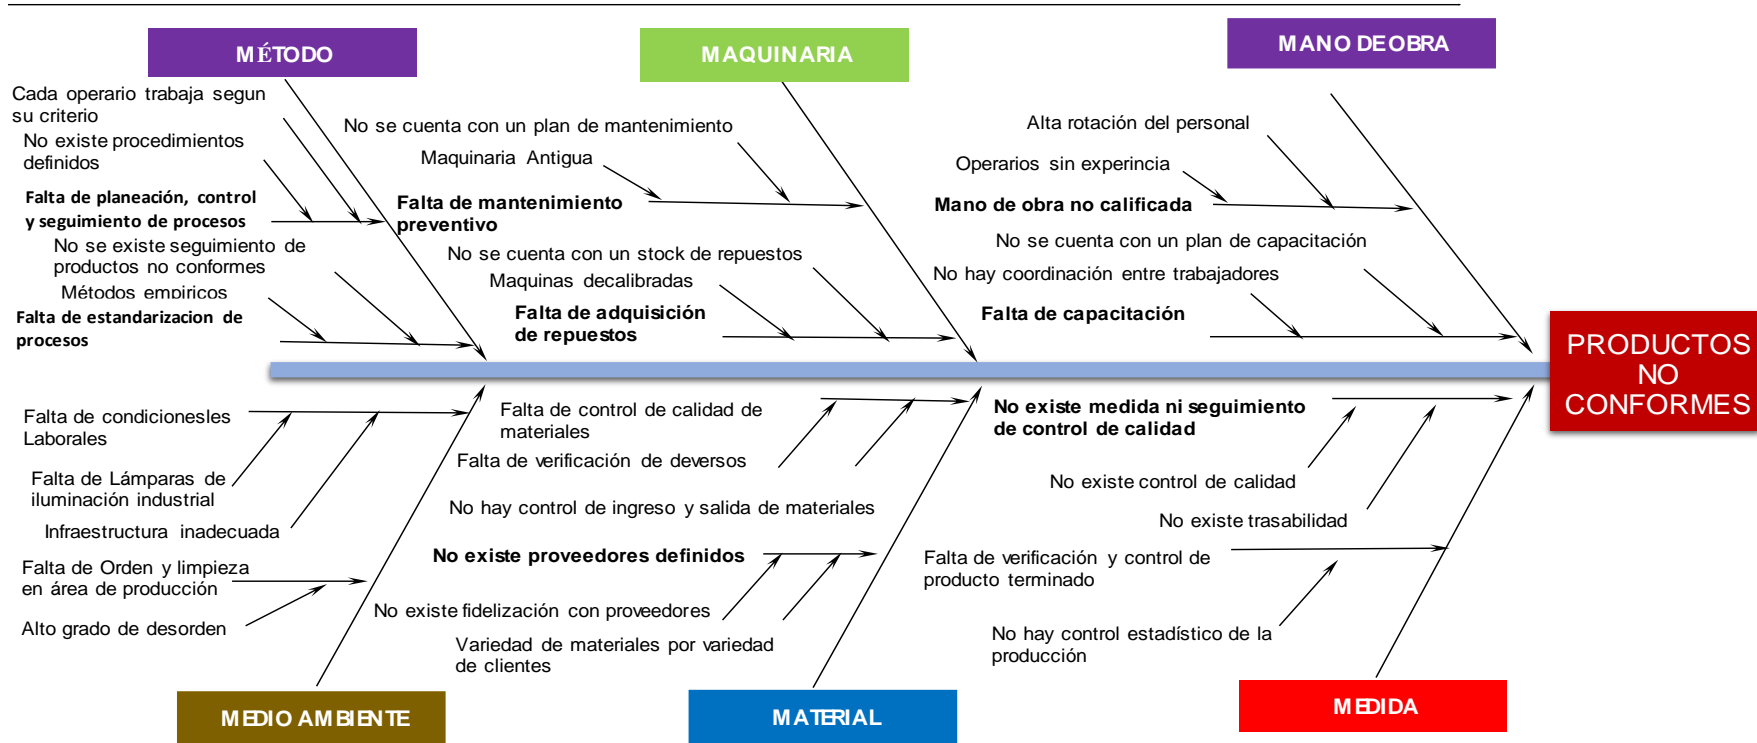 MÉTODO
MAQUINARIA
MANO DE OBRA
Cada operario trabaja segun
su criterio
No existe procedimientos
definidos
Falta de planeación, control
y seguimiento de procesos
No se existe seguimiento de
productos no conformes
Métodos empiricos
Falta de estandarizacion de
procesos
No se cuenta con un plan de mantenimiento
Maquinaria Antigua
Falta de mantenimiento
preventivo
No se cuenta con un stock de repuestos
Maquinas decalibradas
Falta de adquisición
de repuestos
Alta rotación del personal
Operarios sin experincia
Mano de obra no calificada
No se cuenta con un plan de capacitación
No hay coordinación entre trabajadores
Falta de capacitación
PRODUCTOS
NO
CONFORMES
Falta de condicionesles
Laborales
Falta de Lámparas de
iluminación industrial
Infraestructura inadecuada
Falta de Orden y limpieza
en área de producción
Alto grado de desorden
Falta de control de calidad de
materiales
Falta de verificación de deversos
No hay control de ingreso y salida de materiales
No existe proveedores definidos
No existe fidelización con proveedores
Variedad de materiales por variedad
de clientes
No existe medida ni seguimiento
de control de calidad
No existe control de calidad
No existe trasabilidad
Falta de verificación y control de
producto terminado
No hay control estadístico de la
producción
MEDIO AMBIENTE
MATERIAL
MEDIDA